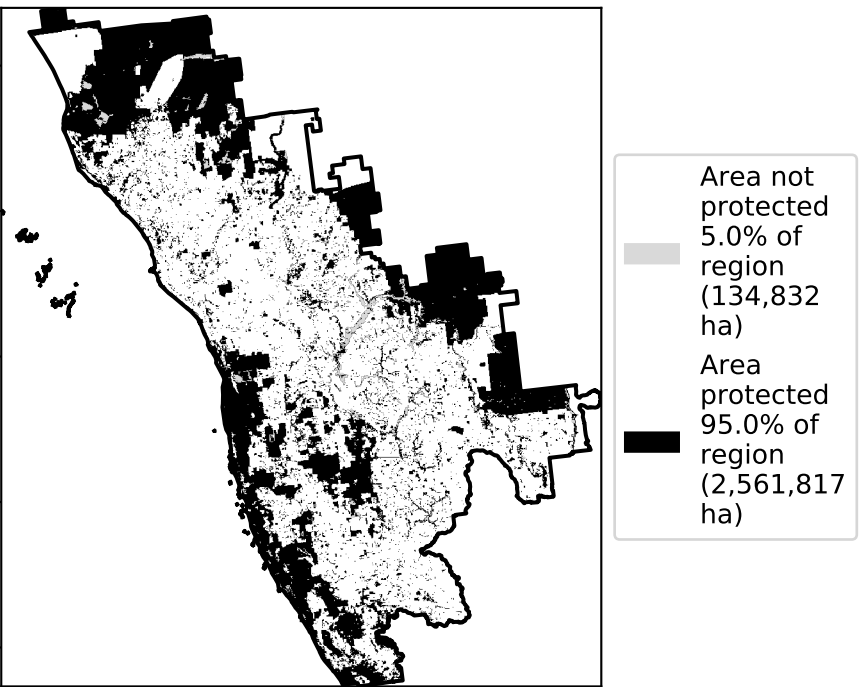 Area not
protected
5.0% of
region
(134,832
ha)
Area
protected
95.0% of
region
(2,561,817
ha)